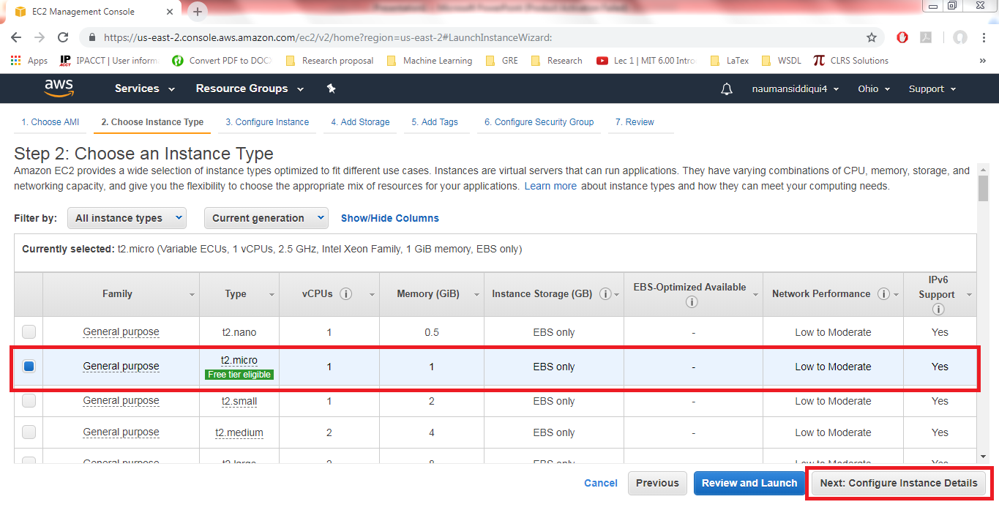 EC2 Management Console
https://us-east-2.console.aws.amazon.com/ec2/v2/home?region=us-east-2#LaunchInstanceWizard:
Apps IPACCT | User inform Convert PDF to DOC Research proposal Machine Learning GRE Research Lec 1 | MIT 6.00 Intro LaTex WSDL CLRS Solutions »
aws Services Resource Groups naumansiddiqui4 Ohio Support
1. Choose AMI 2. Choose Instance Type 3. Configure Instance 4. Add Storage 5. Add Tags 6. Configure Security Group 7. Review
Step 2: Choose an Instance Type
Amazon EC2 provides a wide selection of instance types optimized to fit different use cases. Instances are virtual servers that can run applications. They have varying combinations of CPU, memory, storage, and
networking capacity, and give you the flexibility to choose the appropriate mix of resources for your applications. Learn more about instance types and how they can meet your computing needs.
Filter by: All instance types Current generation Show/Hide Columns
Currently selected: t2.micro (Variable ECUs, 1 vCPUs, 2.5 GHz, Intel Xeon Family, 1 GiB memory, EBS only)
Family Type vCPUs Memory (GiB) Instance Storage (GB) EBS-Optimized Available Network Performance IPv6 Support
General purpose t2.nano 1 0.5 EBS only - Low to Moderate Yes
General purpose t2.micro 1 1 EBS only - Low to Moderate Yes
Free tier eligible
General purpose t2.small 1 2 EBS only - Low to Moderate Yes
General purpose t2.medium 2 4 EBS only - Low to Moderate Yes
General purpose t2.large 2 8 EBS only Low to Moderate Yes
Cancel Previous Review and Launch Next: Configure Instance Details